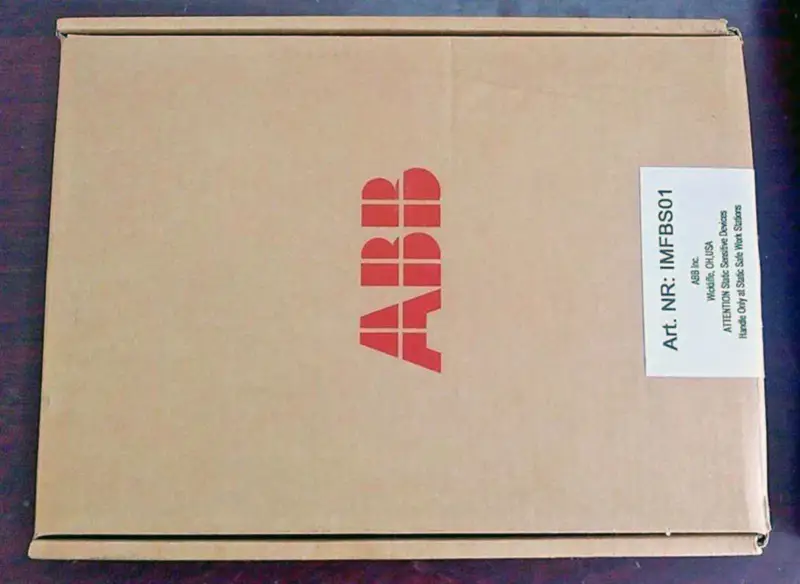 ABB
Art. NR: IMFBS01
ABB Inc.
Wickliffe, OH,USA
ATTENTION Static Sensitive Devices
Handle Only at Static Safe Work Stations